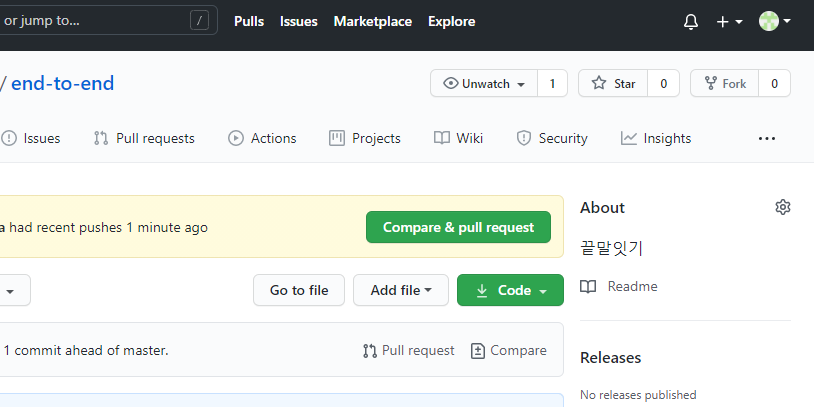 or jump to... / Pulls Issues Marketplace Explore
/ end-to-end Unwatch 1 Star 0 Fork 0
Issues Pull requests Actions Projects Wiki Security Insights ...
had recent pushes 1 minute ago Compare & pull request
About
끝말잇기
Readme
Go to file Add file Code
1 commit ahead of master. Pull request Compare
Releases
No releases published